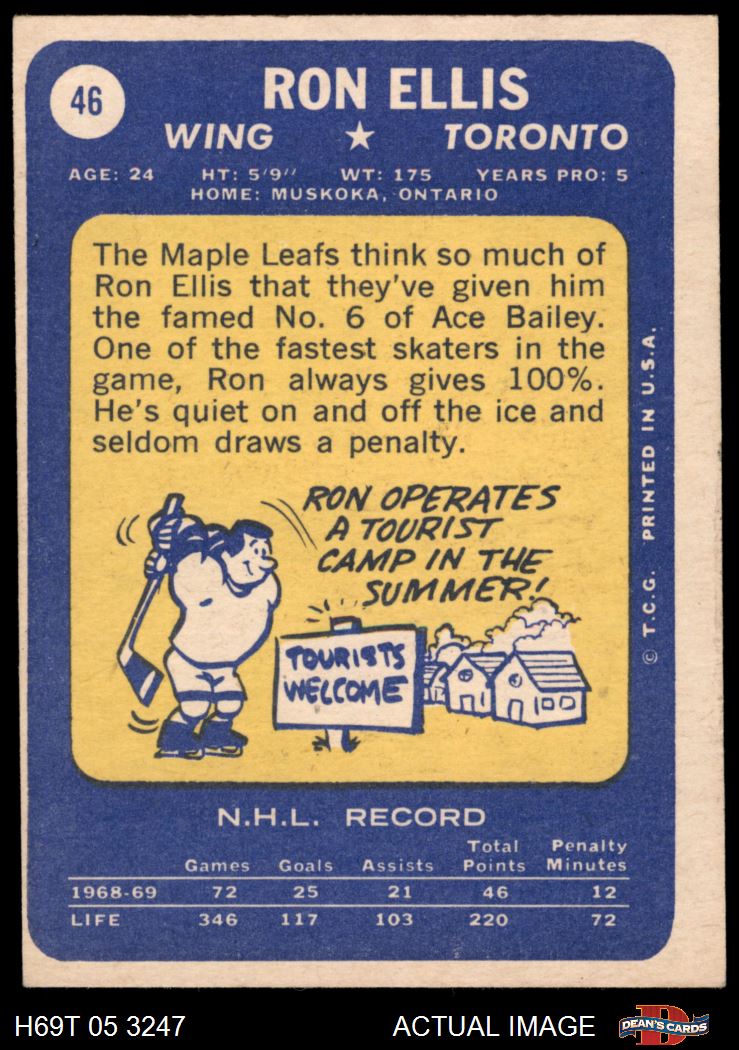 46
RON ELLIS
WING ★ TORONTO
AGE: 24 HT: 5'9'' WT: 175 YEARS PRO: 5
HOME: MUSKOKA, ONTARIO
The Maple Leafs think so much of
Ron Ellis that they've given him
the famed No. 6 of Ace Bailey.
One of the fastest skaters in the
game, Ron always gives 100%.
He's quiet on and off the ice and
seldom draws a penalty.
RON OPERATES
A TOURIST
CAMP IN THE
SUMMER!
TOURISTS
WELCOME
© T.C.G. PRINTED IN U.S.A.
N.H.L. RECORD
Games Goals Assists Total Points Penalty Minutes
1968-69 72 25 21 46 12
LIFE 346 117 103 220 72
H69T 05 3247 ACTUAL IMAGE
D
DEAN'S CARDS